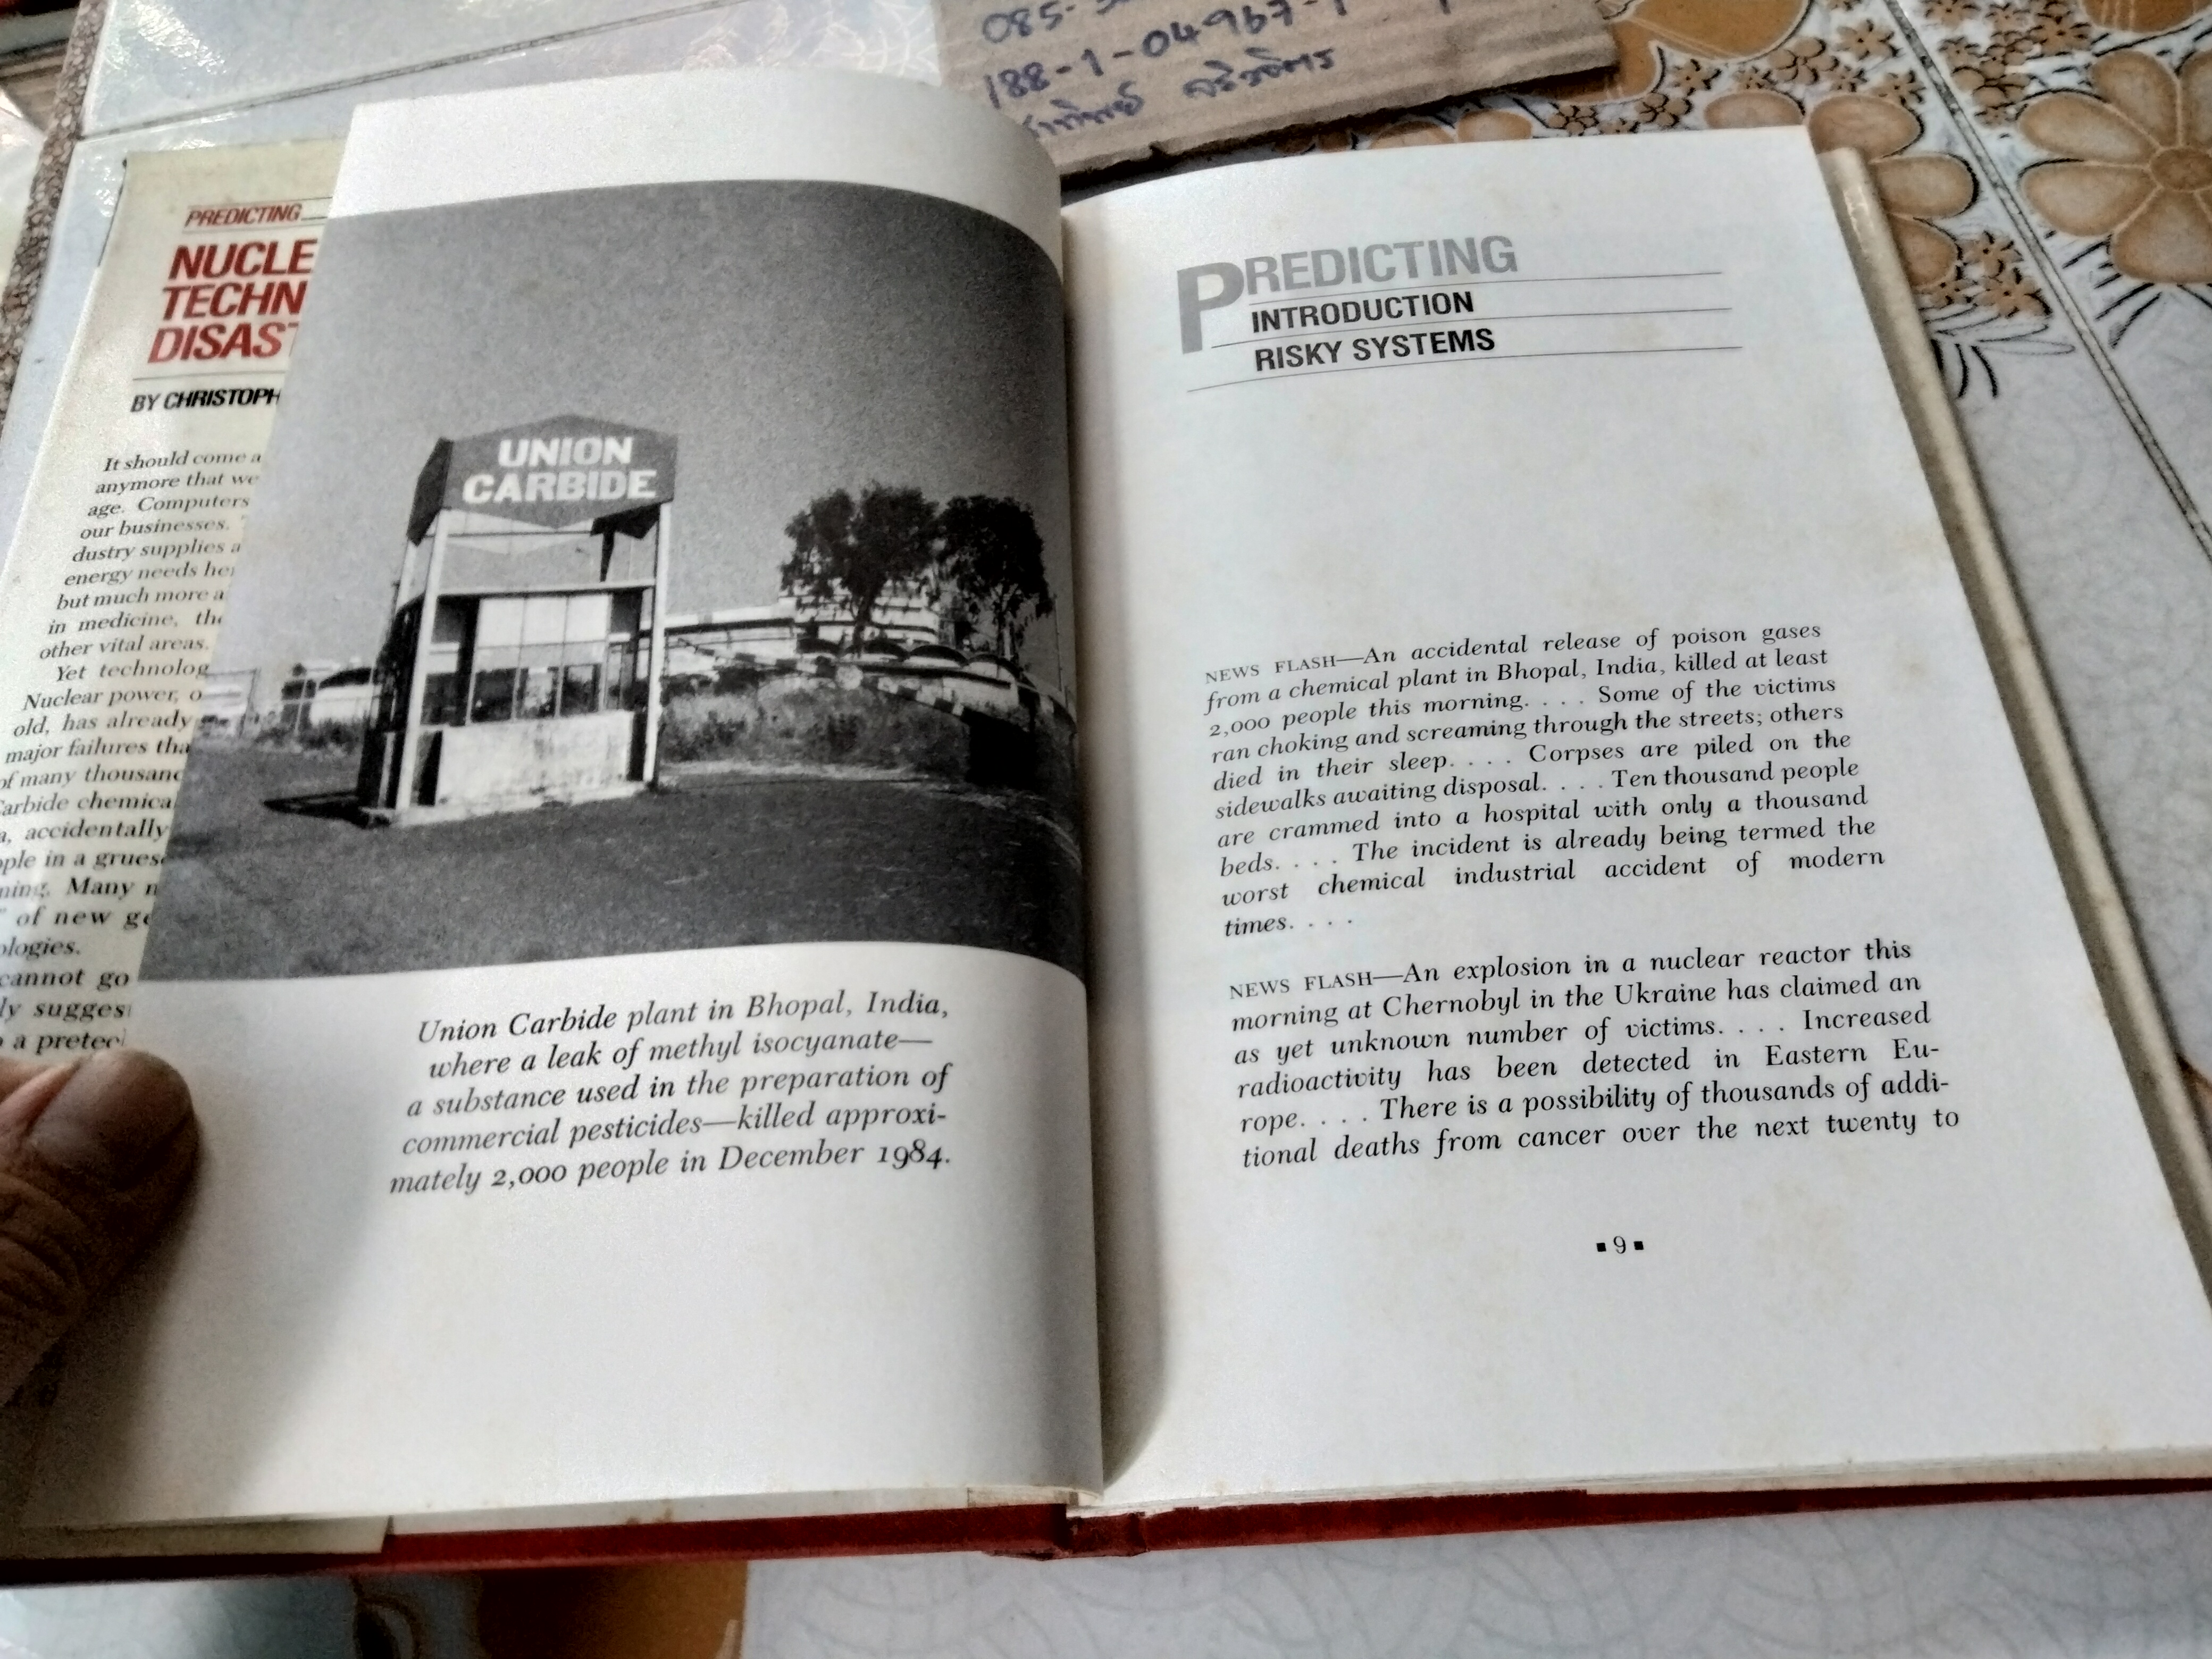 085-
188-1-04967-1
PREDICTING
NUCLE
TECHN
DISAST
BY CHRISTOPH
It should come a
anymore that we
age. Computers
our businesses.
dustry supplies a
energy needs he
but much more a
in medicine, the
other vital areas.
Yet technolog
Nuclear power, o
old, has already
major failures tha
of many thousand
Carbide chemica
a, accidentally
ople in a grues
ning. Many n
of new ge
ologies.
cannot go
ly sugges
a preteci
UNION
CARBIDE
Union Carbide plant in Bhopal, India,
where a leak of methyl isocyanate—
a substance used in the preparation of
commercial pesticides—killed approxi-
mately 2,000 people in December 1984.
PREDICTING
INTRODUCTION
RISKY SYSTEMS
NEWS FLASH—An accidental release of poison gases
from a chemical plant in Bhopal, India, killed at least
2,000 people this morning. . . . Some of the victims
ran choking and screaming through the streets; others
died in their sleep. . . . Corpses are piled on the
sidewalks awaiting disposal. . . . Ten thousand people
are crammed into a hospital with only a thousand
beds. . . . The incident is already being termed the
worst chemical industrial accident of modern
times. . . .
NEWS FLASH—An explosion in a nuclear reactor this
morning at Chernobyl in the Ukraine has claimed an
as yet unknown number of victims. . . . Increased
radioactivity has been detected in Eastern Eu-
rope. . . . There is a possibility of thousands of addi-
tional deaths from cancer over the next twenty to
▪ 9 ▪